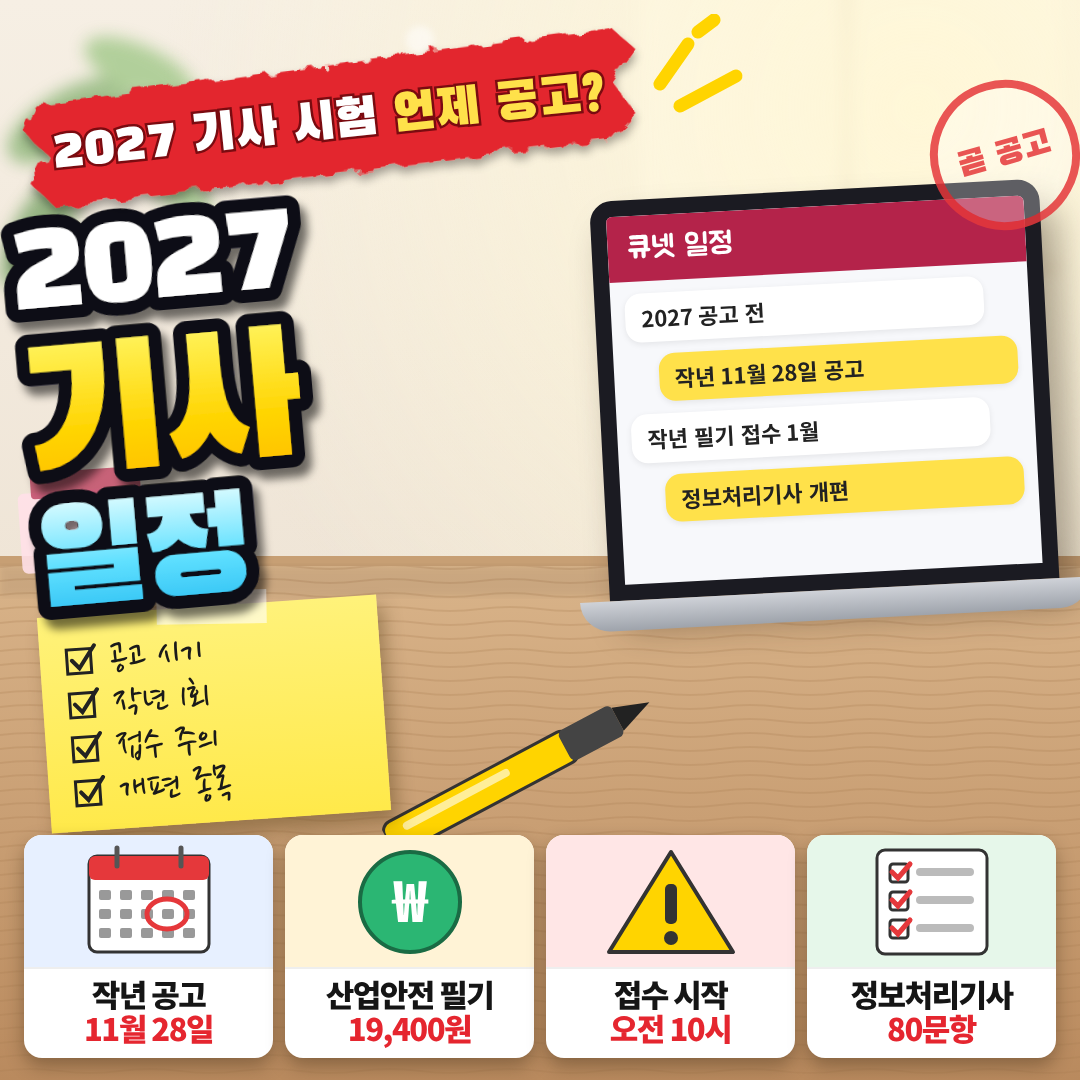 2027 기사 시험 언제 공고?
곧 공고
2027
기사
일정
큐넷 일정
2027 공고 전
작년 11월 28일 공고
작년 필기 접수 1월
정보처리기사 개편
공고 시기
작년 1회
접수 주의
개편 종목
₩
작년 공고
11월 28일
산업안전 필기
19,400원
접수 시작
오전 10시
정보처리기사
80문항